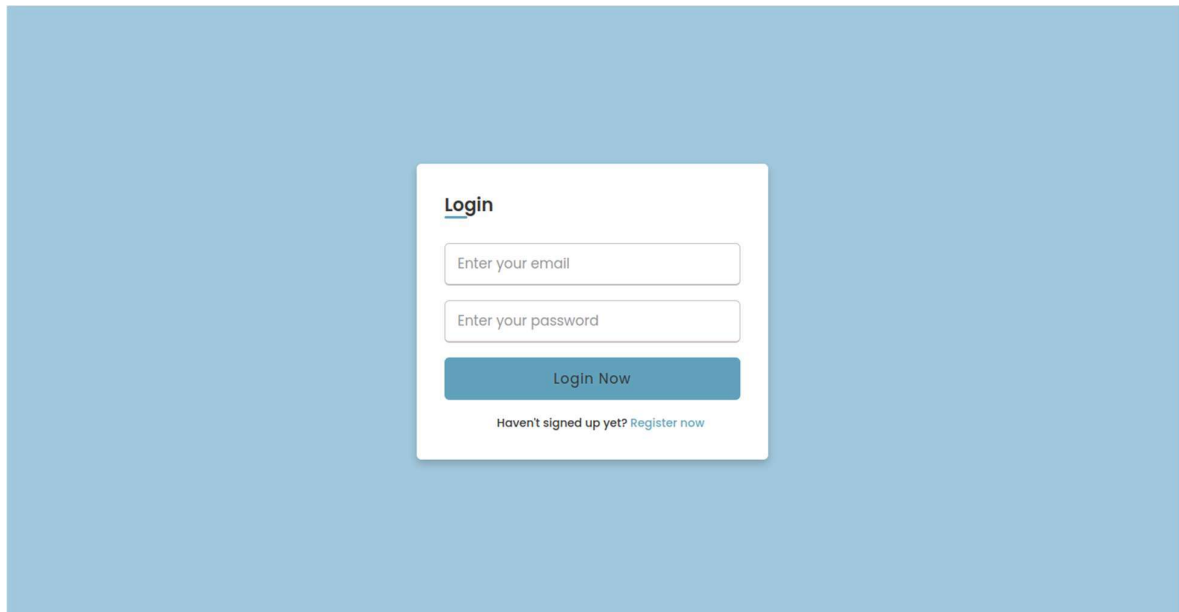 Login
Enter your email
Enter your password
Login Now
Haven't signed up yet? Register now